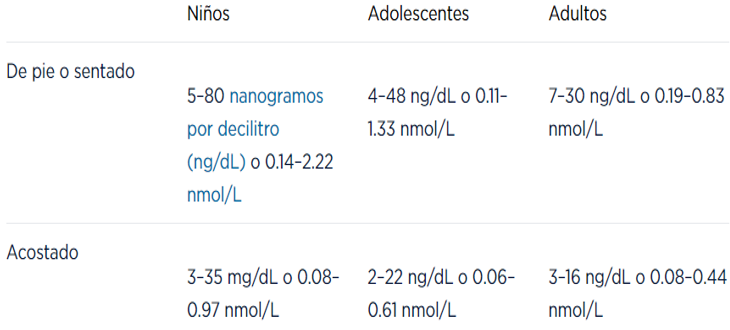 Niños Adolescentes Adultos
De pie o sentado
5-80 nanogramos por decilitro (ng/dL) o 0.14-2.22 nmol/L
4-48 ng/dL o 0.11-1.33 nmol/L
7-30 ng/dL o 0.19-0.83 nmol/L
Acostado
3-35 mg/dL o 0.08-0.97 nmol/L
2-22 ng/dL o 0.06-0.61 nmol/L
3-16 ng/dL o 0.08-0.44 nmol/L